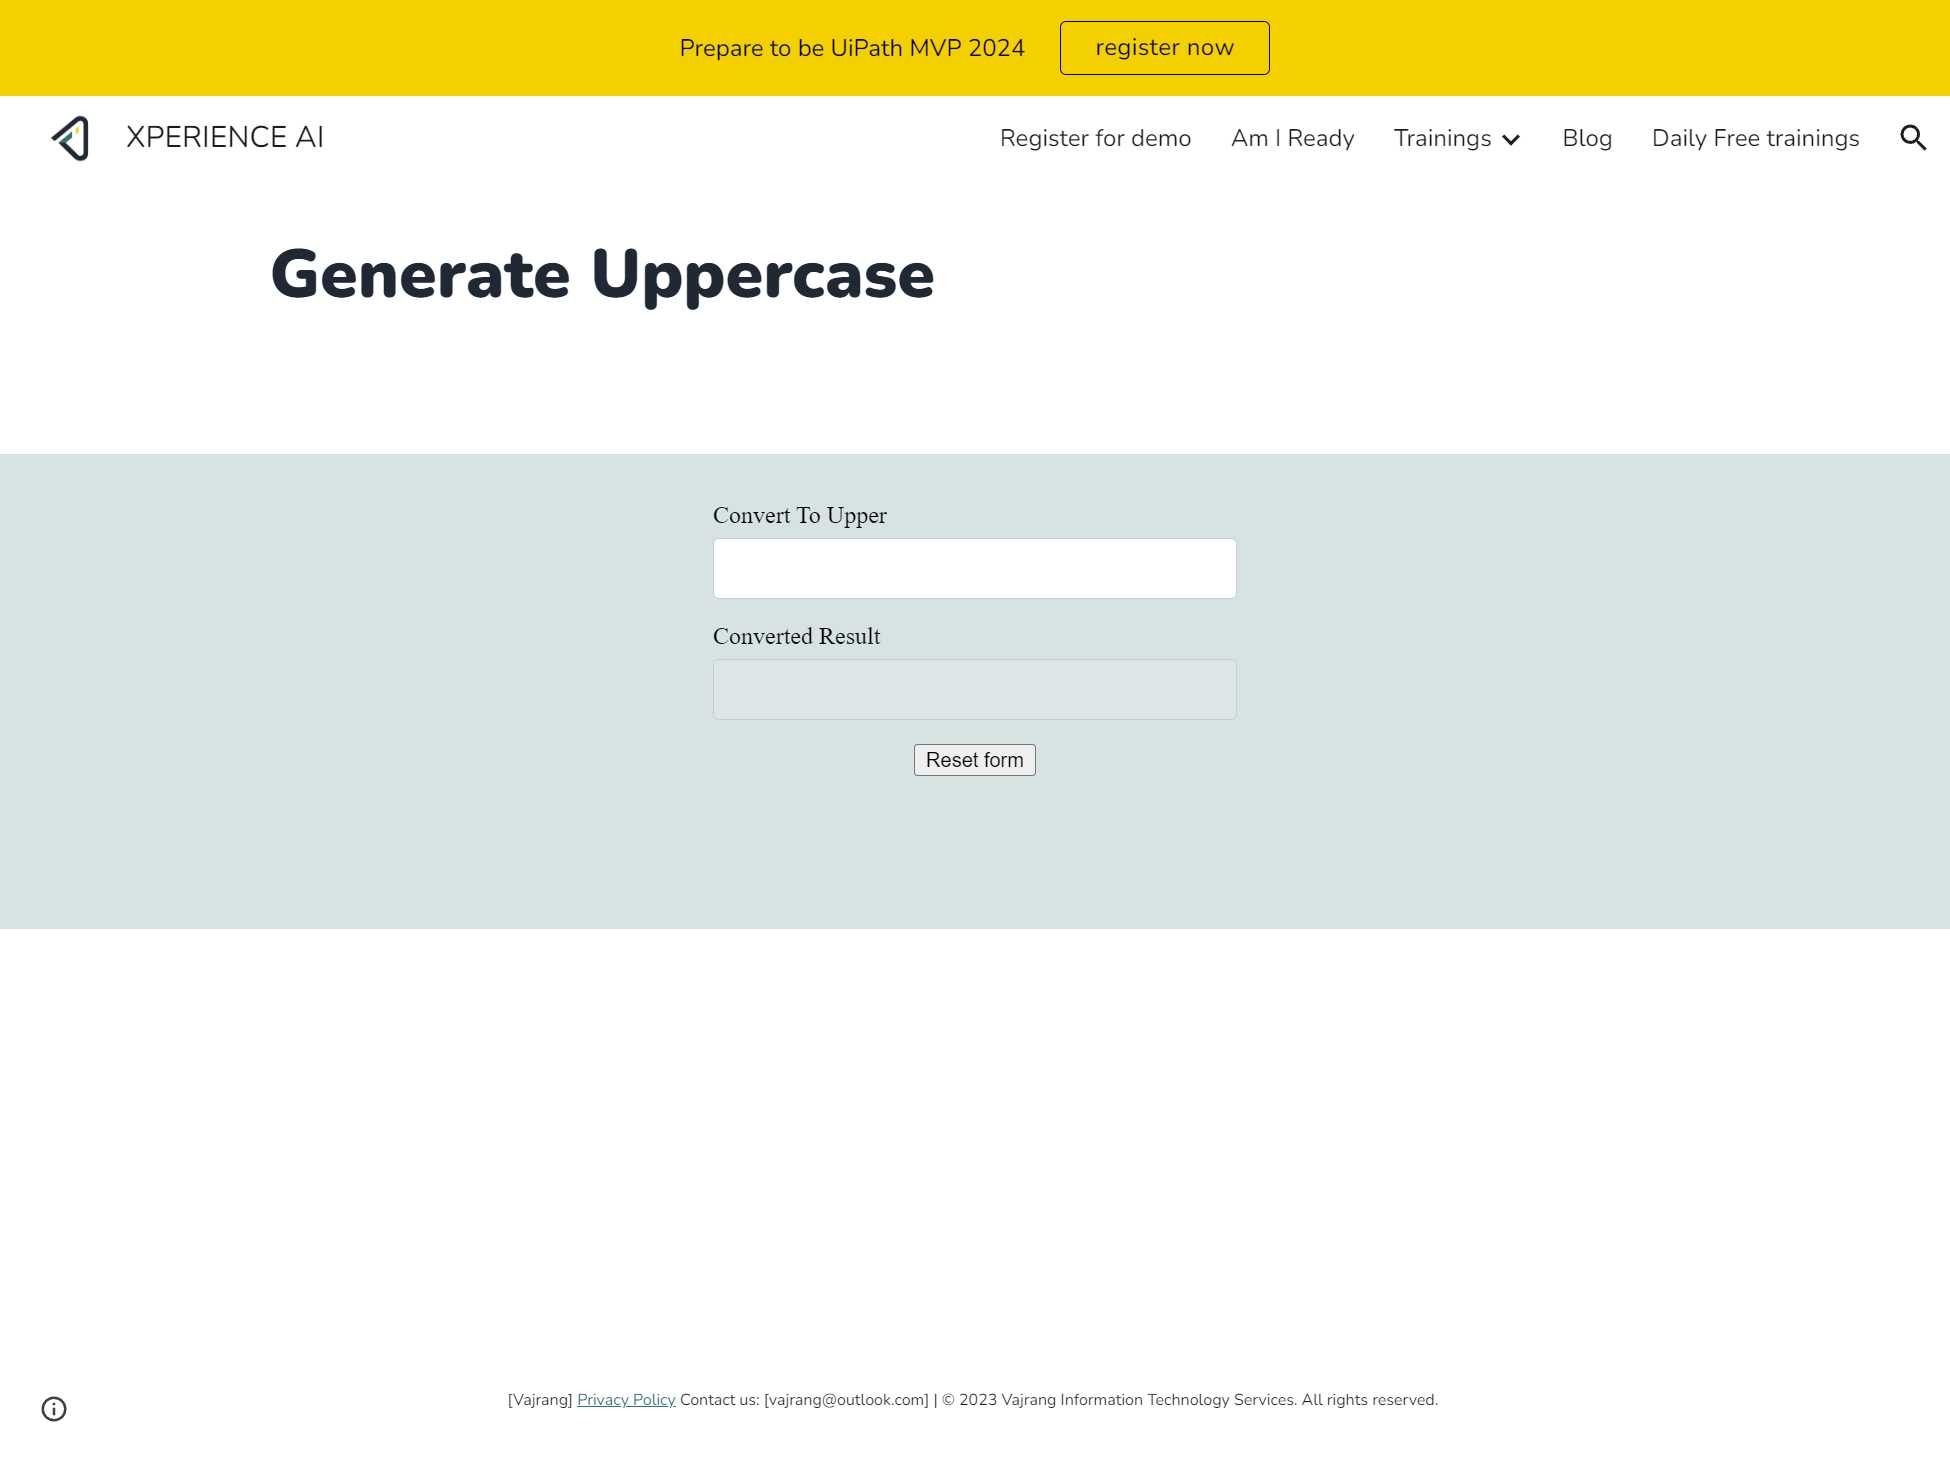 Prepare to be UiPath MVP 2024 register now
XPERIENCE AI Register for demo Am I Ready Trainings Blog Daily Free trainings
Generate Uppercase
Convert To Upper
Converted Result
Reset form
[Vajrang] Privacy Policy Contact us: [vajrang@outlook.com] | © 2023 Vajrang Information Technology Services. All rights reserved.